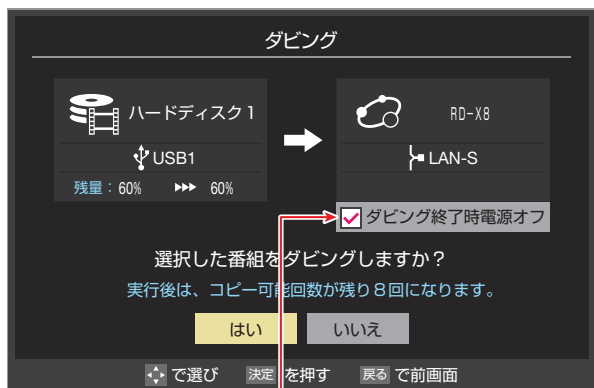 ダビング
ハードディスク1
RD-X8
USB1
LAN-S
残量：60% ▶▶▶ 60%
ダビング終了時電源オフ
選択した番組をダビングしますか？
実行後は、コピー可能回数が残り８回になります。
はい
いいえ
で選び 決定 を押す 戻る で前画面